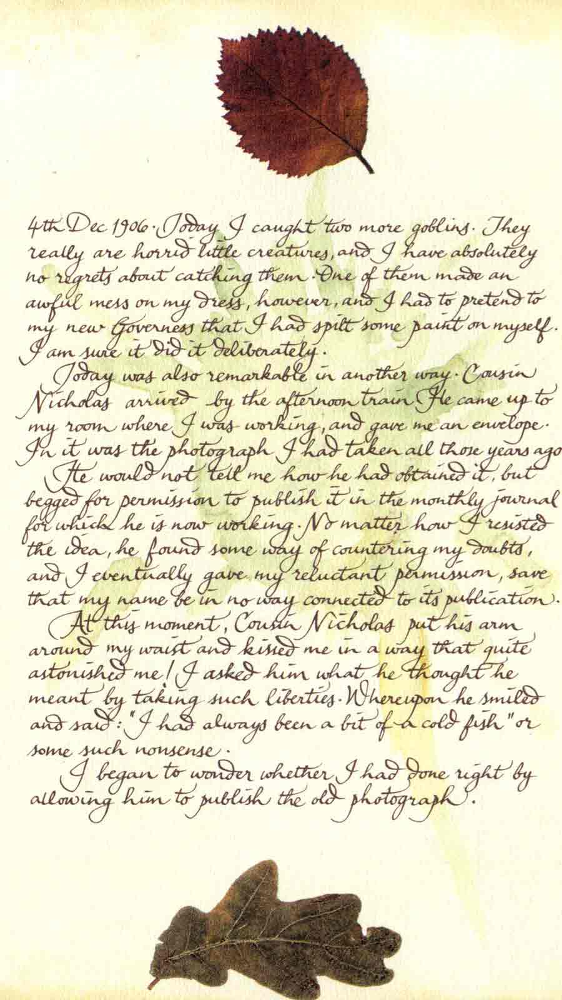 4th Dec 1906. Today I caught two more goblins. They
really are horrid little creatures, and I have absolutely
no regrets about catching them. One of them made an
awful mess on my dress, however, and I had to pretend to
my new Governess that I had spilt some paint on myself.
I am sure it did it deliberately.
Today was also remarkable in another way. Cousin
Nicholas arrived by the afternoon train He came up to
my room where I was working, and gave me an envelope.
In it was the photograph I had taken all those years ago
He would not tell me how he had obtained it, but
begged for permission to publish it in the monthly journal
for which he is now working. No matter how I resisted
the idea, he found some way of countering my doubts,
and I eventually gave my reluctant permission, save
that my name be in no way connected to its publication.
At this moment, Cousin Nicholas put his arm
around my waist and kissed me in a way that quite
astonished me! I asked him what he thought he
meant by taking such liberties. Whereupon he smiled
and said: "I had always been a bit of a cold fish" or
some such nonsense.
I began to wonder whether I had done right by
allowing him to publish the old photograph.